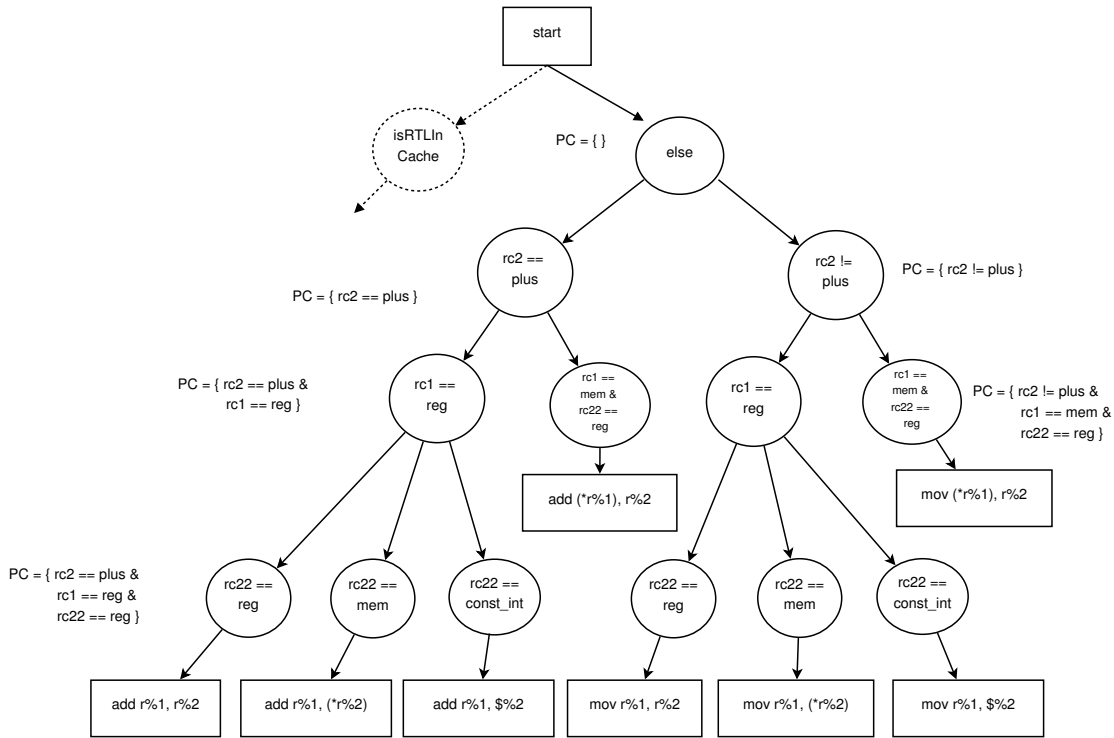 start
isRTLIn
Cache
PC = { }
else
rc2 ==
plus
rc2 !=
plus
PC = { rc2 != plus }
PC = { rc2 == plus }
PC = { rc2 == plus &
rc1 == reg }
rc1 ==
reg
rc1 ==
mem &
rc22 ==
reg
rc1 ==
reg
rc1 ==
mem &
rc22 ==
reg
PC = { rc2 != plus &
rc1 == mem &
rc22 == reg }
add (*r%1), r%2
mov (*r%1), r%2
PC = { rc2 == plus &
rc1 == reg &
rc22 == reg }
rc22 ==
reg
rc22 ==
mem
rc22 ==
const_int
rc22 ==
reg
rc22 ==
mem
rc22 ==
const_int
add r%1, r%2
add r%1, (*r%2)
add r%1, $%2
mov r%1, r%2
mov r%1, (*r%2)
mov r%1, $%2